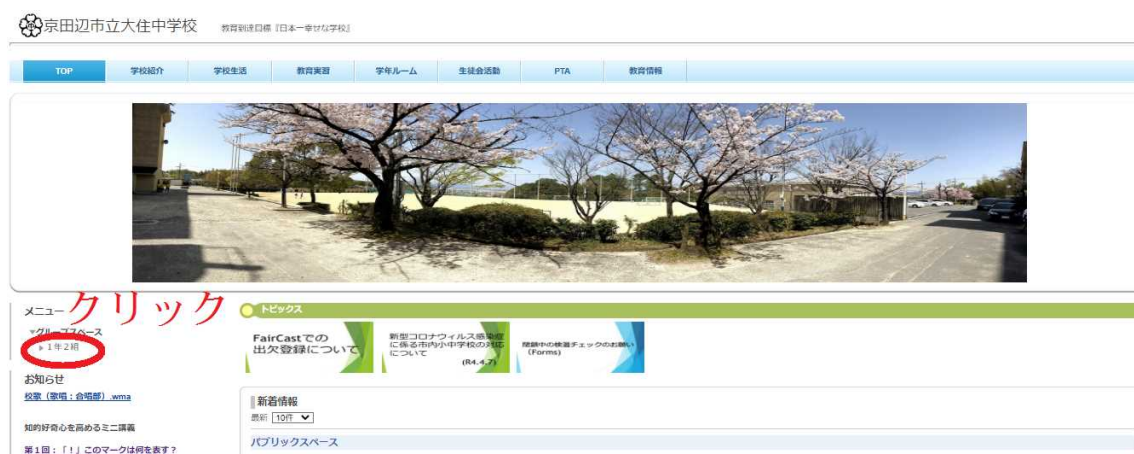 京田辺市立大住中学校 教育到達目標『日本一幸せな学校』
TOP 学校紹介 学校生活 教育実習 学年ルーム 生徒会活動 PTA 教育情報
メニュー クリック
▼グループスペース
▶1年2組
お知らせ
校歌（歌唱：合唱部）.wma
知的好奇心を高めるミニ講義
第1回：「！」このマークは何を表す？
トピックス
FairCastでの
出欠登録について
新型コロナウィルス感染症
に係る市内小中学校の対応
について
(R4.4.7)
チェックのお願い
(Forms)
新着情報
最新 10件
パブリックスペース